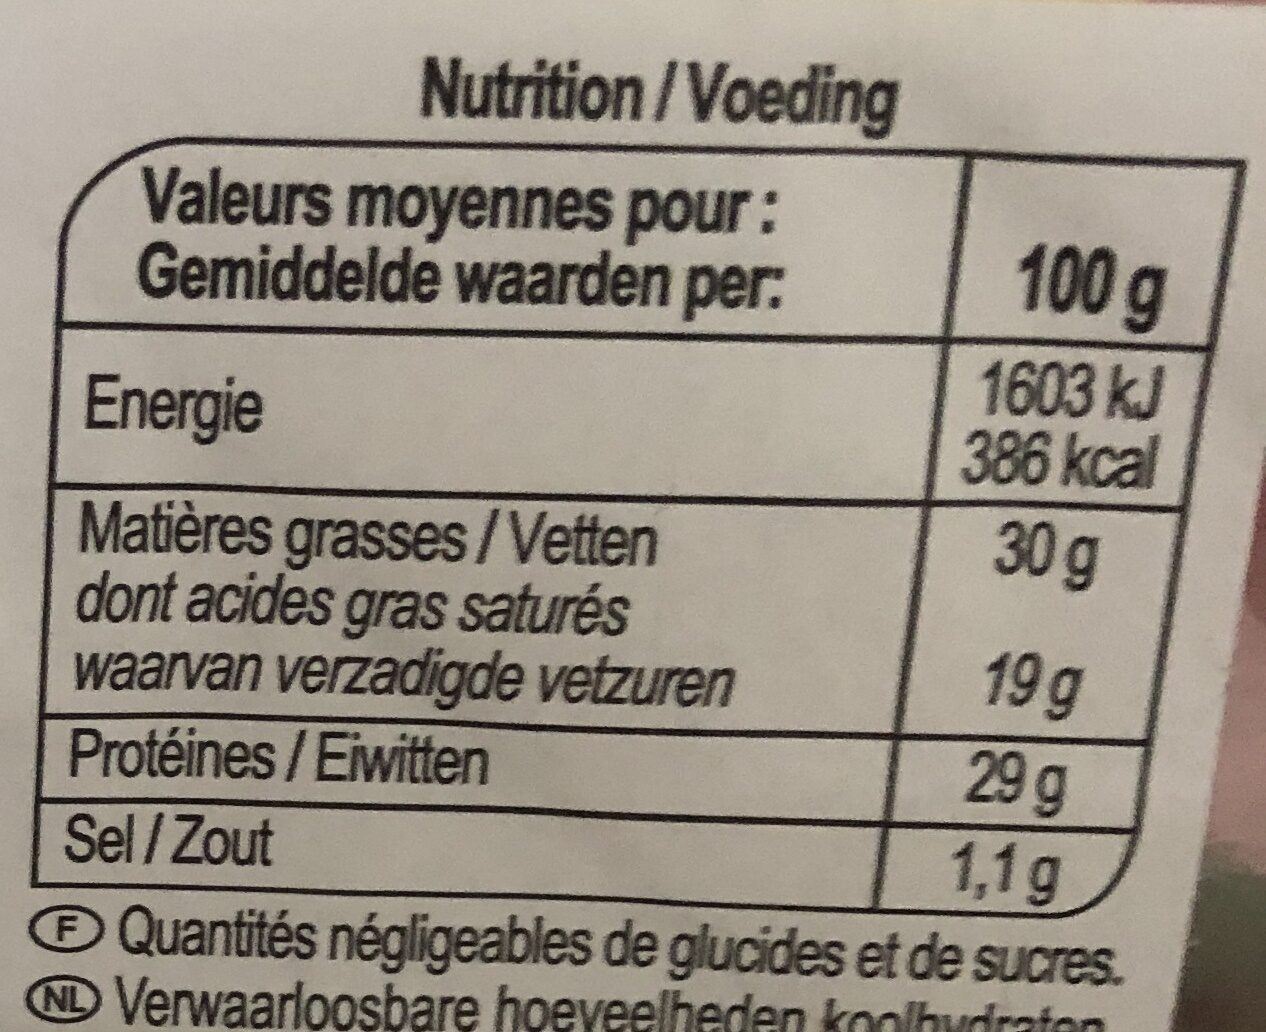 Nutrition / Voeding
Valeurs moyennes pour :
Gemiddelde waarden per:
100 g
Energie
1603 kJ
386 kcal
Matières grasses / Vetten
30 g
dont acides gras saturés
waarvan verzadigde vetzuren
19 g
Protéines / Eiwitten
29 g
Sel / Zout
1,1 g
F Quantités négligeables de glucides et de sucres.
NL Verwaarloosbare hoeveelheden koolhydraten